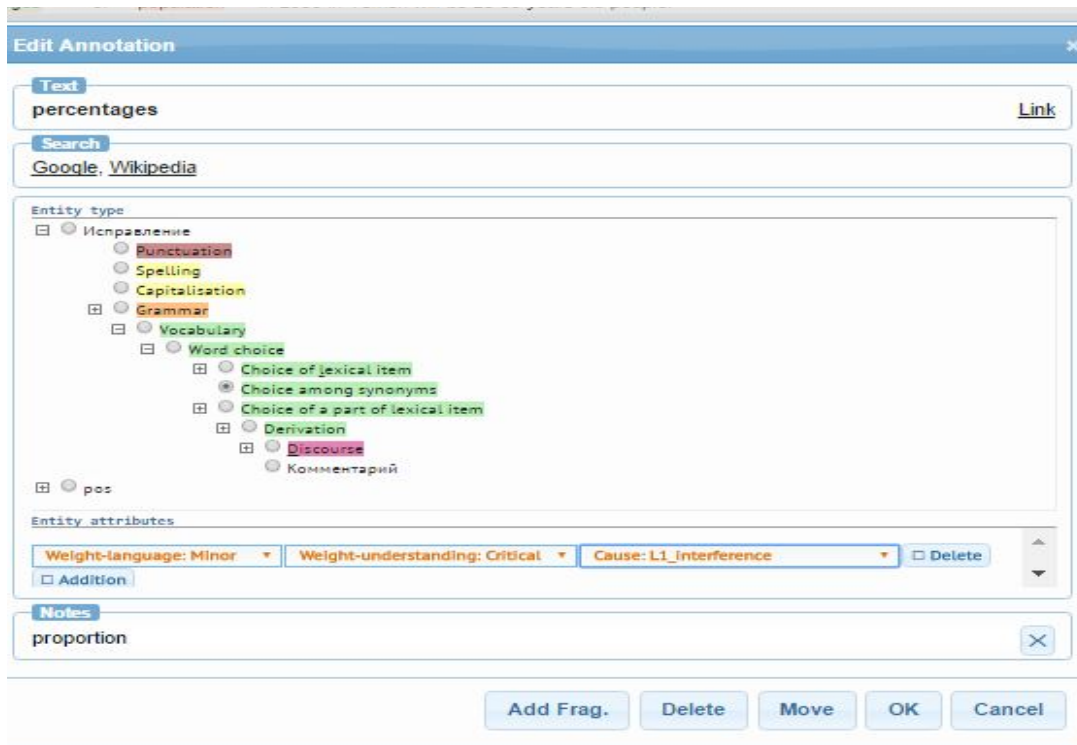 Edit Annotation
Text
percentages Link
Search
Google, Wikipedia
Entity type
Исправление
Punctuation
Spelling
Capitalisation
Grammar
Vocabulary
Word choice
Choice of lexical item
Choice among synonyms
Choice of a part of lexical item
Derivation
Discourse
Комментарий
pos
Entity attributes
Weight-language: Minor Weight-understanding: Critical Cause: L1_interference Delete
Addition
Notes
proportion
Add Frag. Delete Move OK Cancel